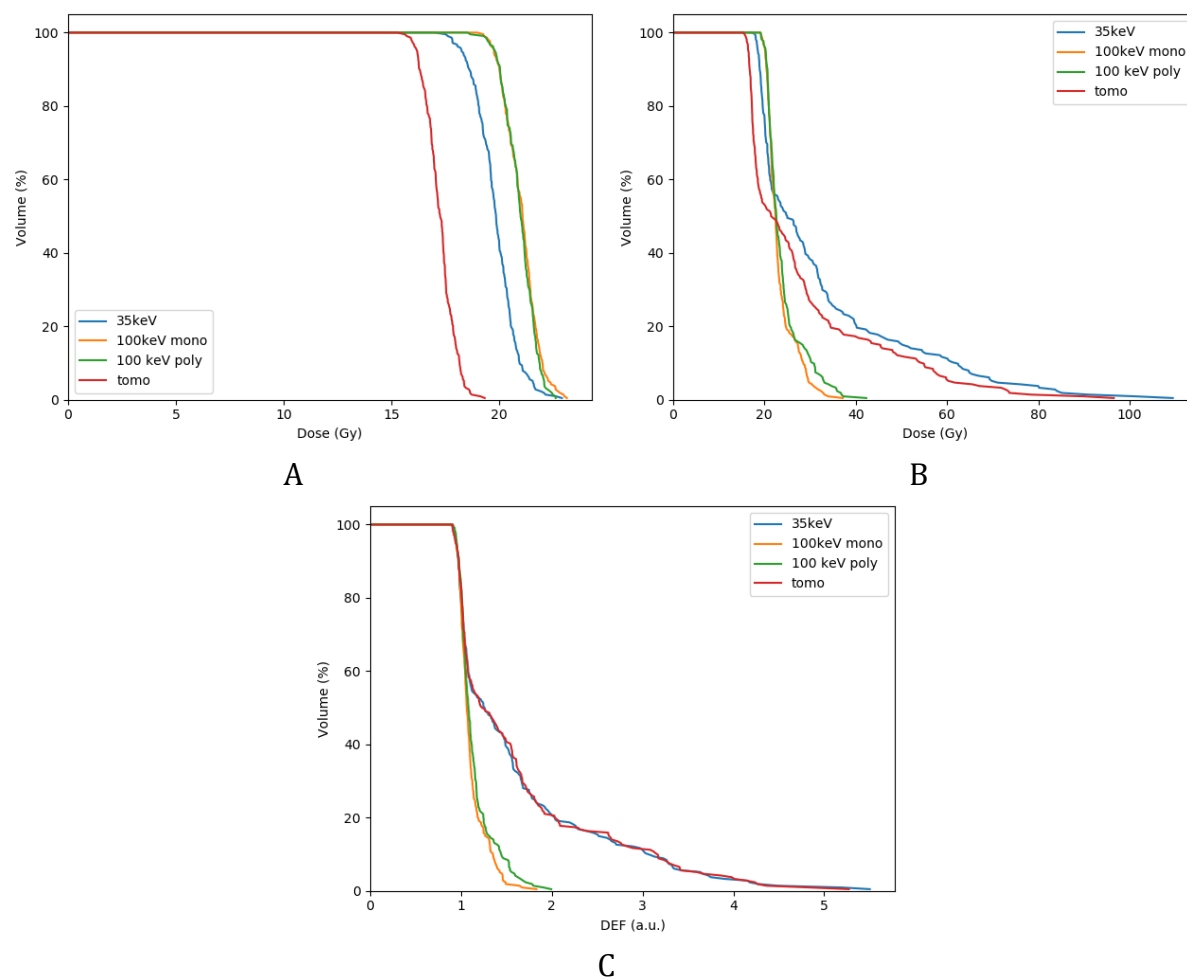 100
80
60
40
20
0
Volume (%)
35keV
100keV mono
100 keV poly
tomo
0 5 10 15 20
Dose (Gy)
A
100
80
60
40
20
0
Volume (%)
35keV
100keV mono
100 keV poly
tomo
0 20 40 60 80 100
Dose (Gy)
B
100
80
60
40
20
0
Volume (%)
35keV
100keV mono
100 keV poly
tomo
0 1 2 3 4 5
DEF (a.u.)
C